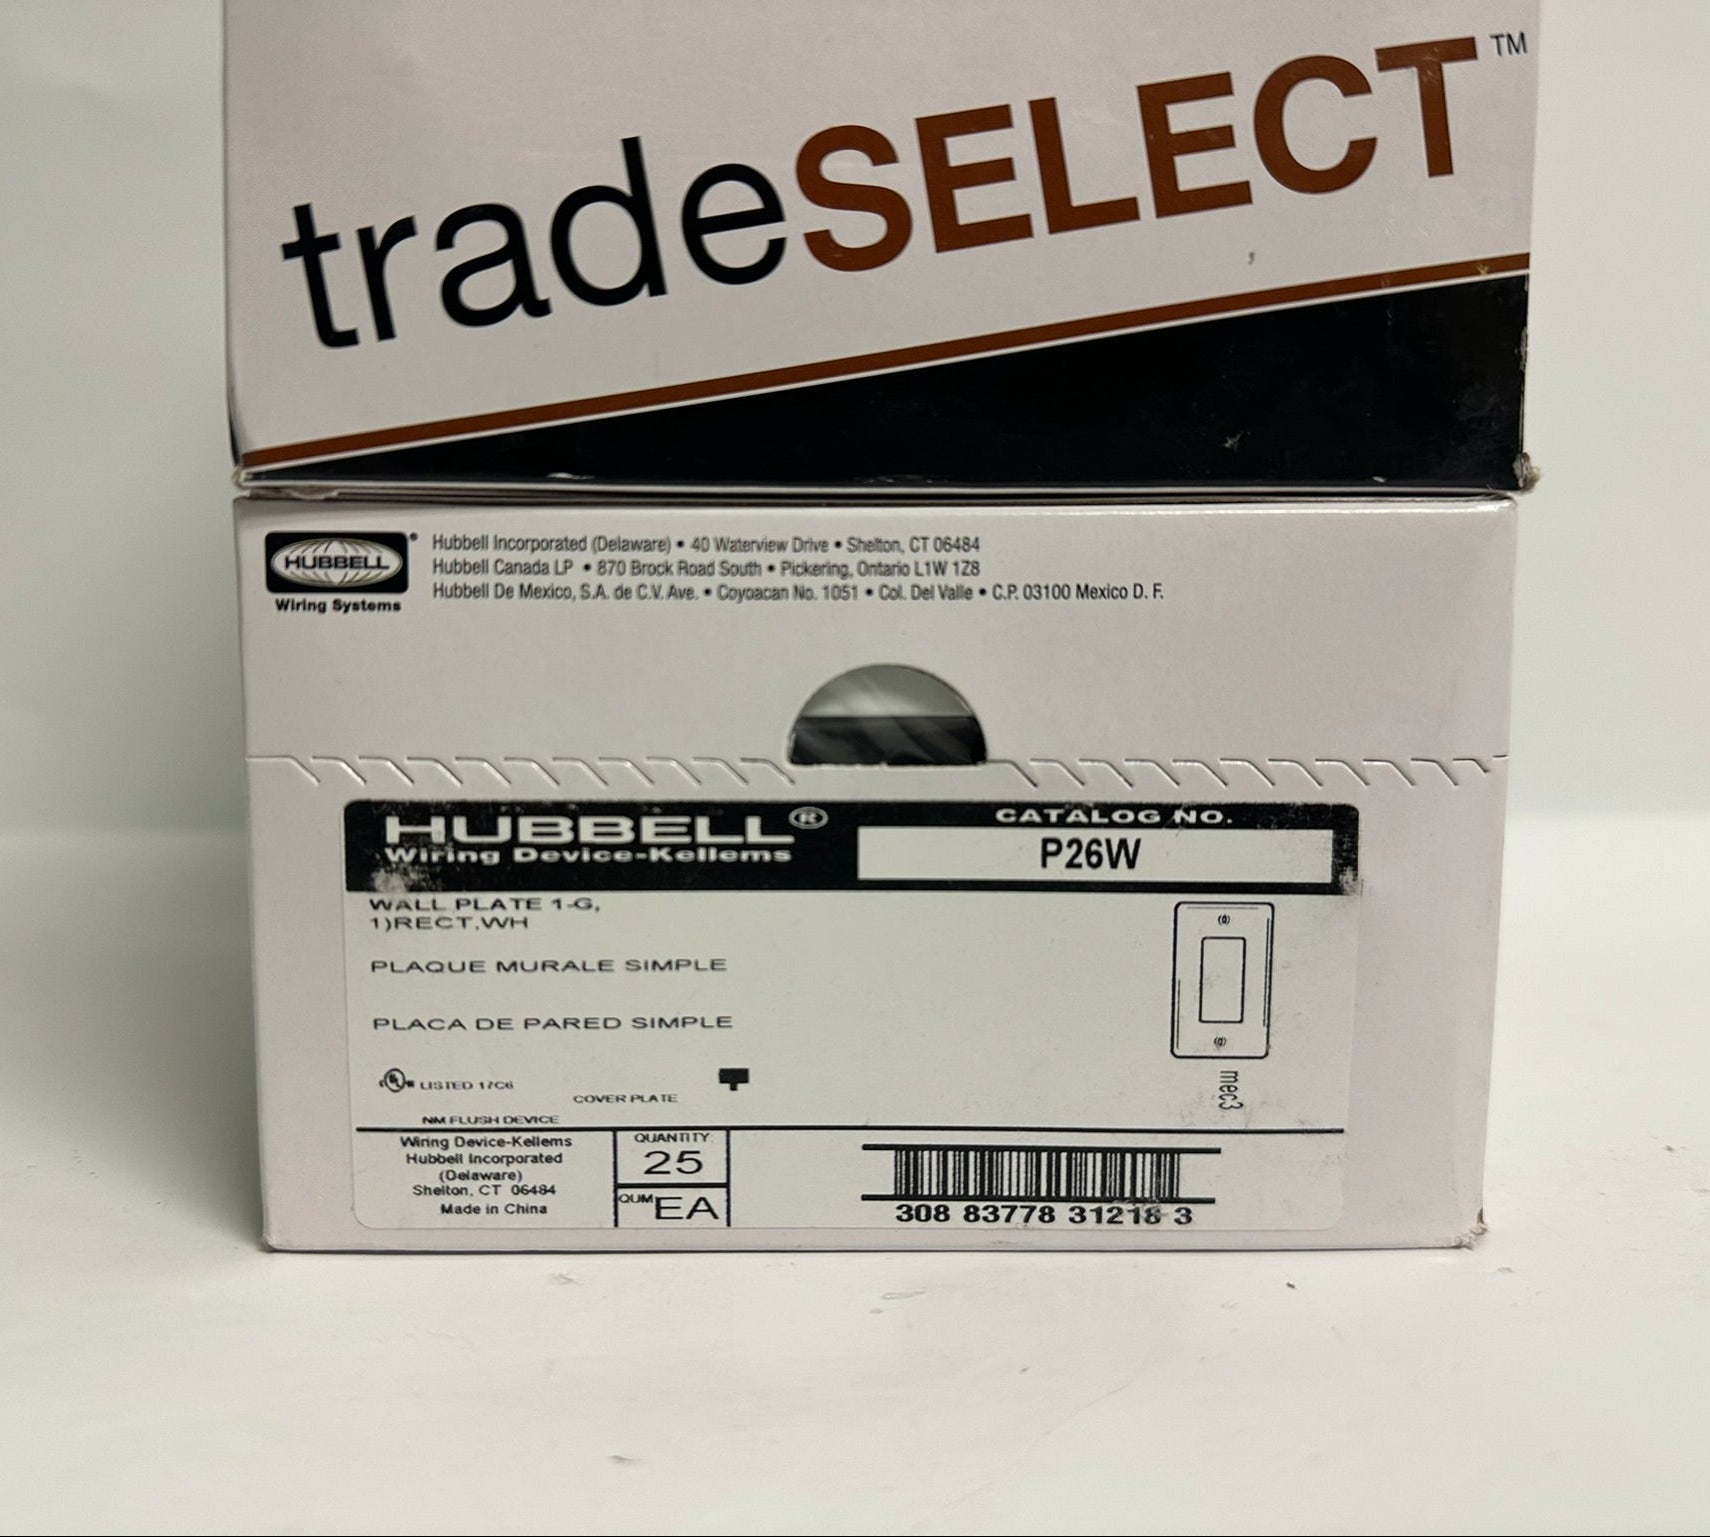 tradeSELECT™
HUBBELL®
Wiring Systems
Hubbell Incorporated (Delaware) • 40 Waterview Drive • Shelton, CT 06484
Hubbell Canada LP • 870 Brock Road South • Pickering, Ontario L1W 1Z8
Hubbell De Mexico, S.A. de C.V. Ave. • Coyoacan No. 1051 • Col. Del Valle • C.P. 03100 Mexico D. F.
HUBBELL®
Wiring Device-Kellems
CATALOG NO.
P26W
WALL PLATE 1-G,
1)RECT,WH
PLAQUE MURALE SIMPLE
PLACA DE PARED SIMPLE
mec3
UL LISTED 17C6
COVER PLATE
NM FLUSH DEVICE
Wiring Device-Kellems
Hubbell Incorporated
(Delaware)
Shelton, CT 06484
Made in China
QUANTITY
25
QUM EA
308 83778 31218 3